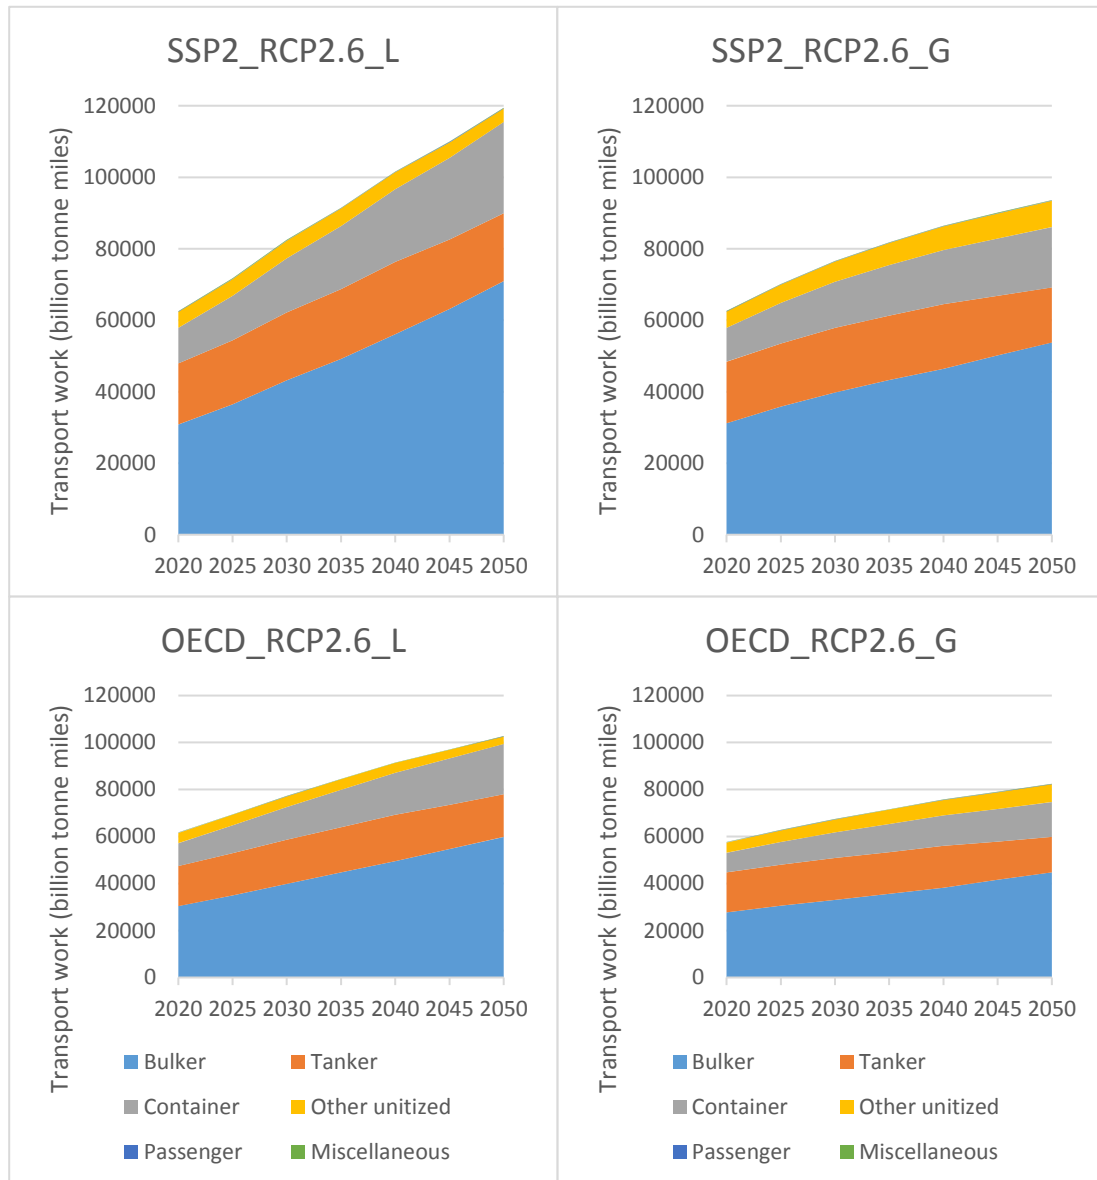 SSP2_RCP2.6_L
Transport work (billion tonne miles)
120000
100000
80000
60000
40000
20000
0
2020 2025 2030 2035 2040 2045 2050
SSP2_RCP2.6_G
Transport work (billion tonne miles)
120000
100000
80000
60000
40000
20000
0
2020 2025 2030 2035 2040 2045 2050
OECD_RCP2.6_L
Transport work (billion tonne miles)
120000
100000
80000
60000
40000
20000
0
2020 2025 2030 2035 2040 2045 2050
Bulker Tanker
Container Other unitized
Passenger Miscellaneous
OECD_RCP2.6_G
Transport work (billion tonne miles)
120000
100000
80000
60000
40000
20000
0
2020 2025 2030 2035 2040 2045 2050
Bulker Tanker
Container Other unitized
Passenger Miscellaneous